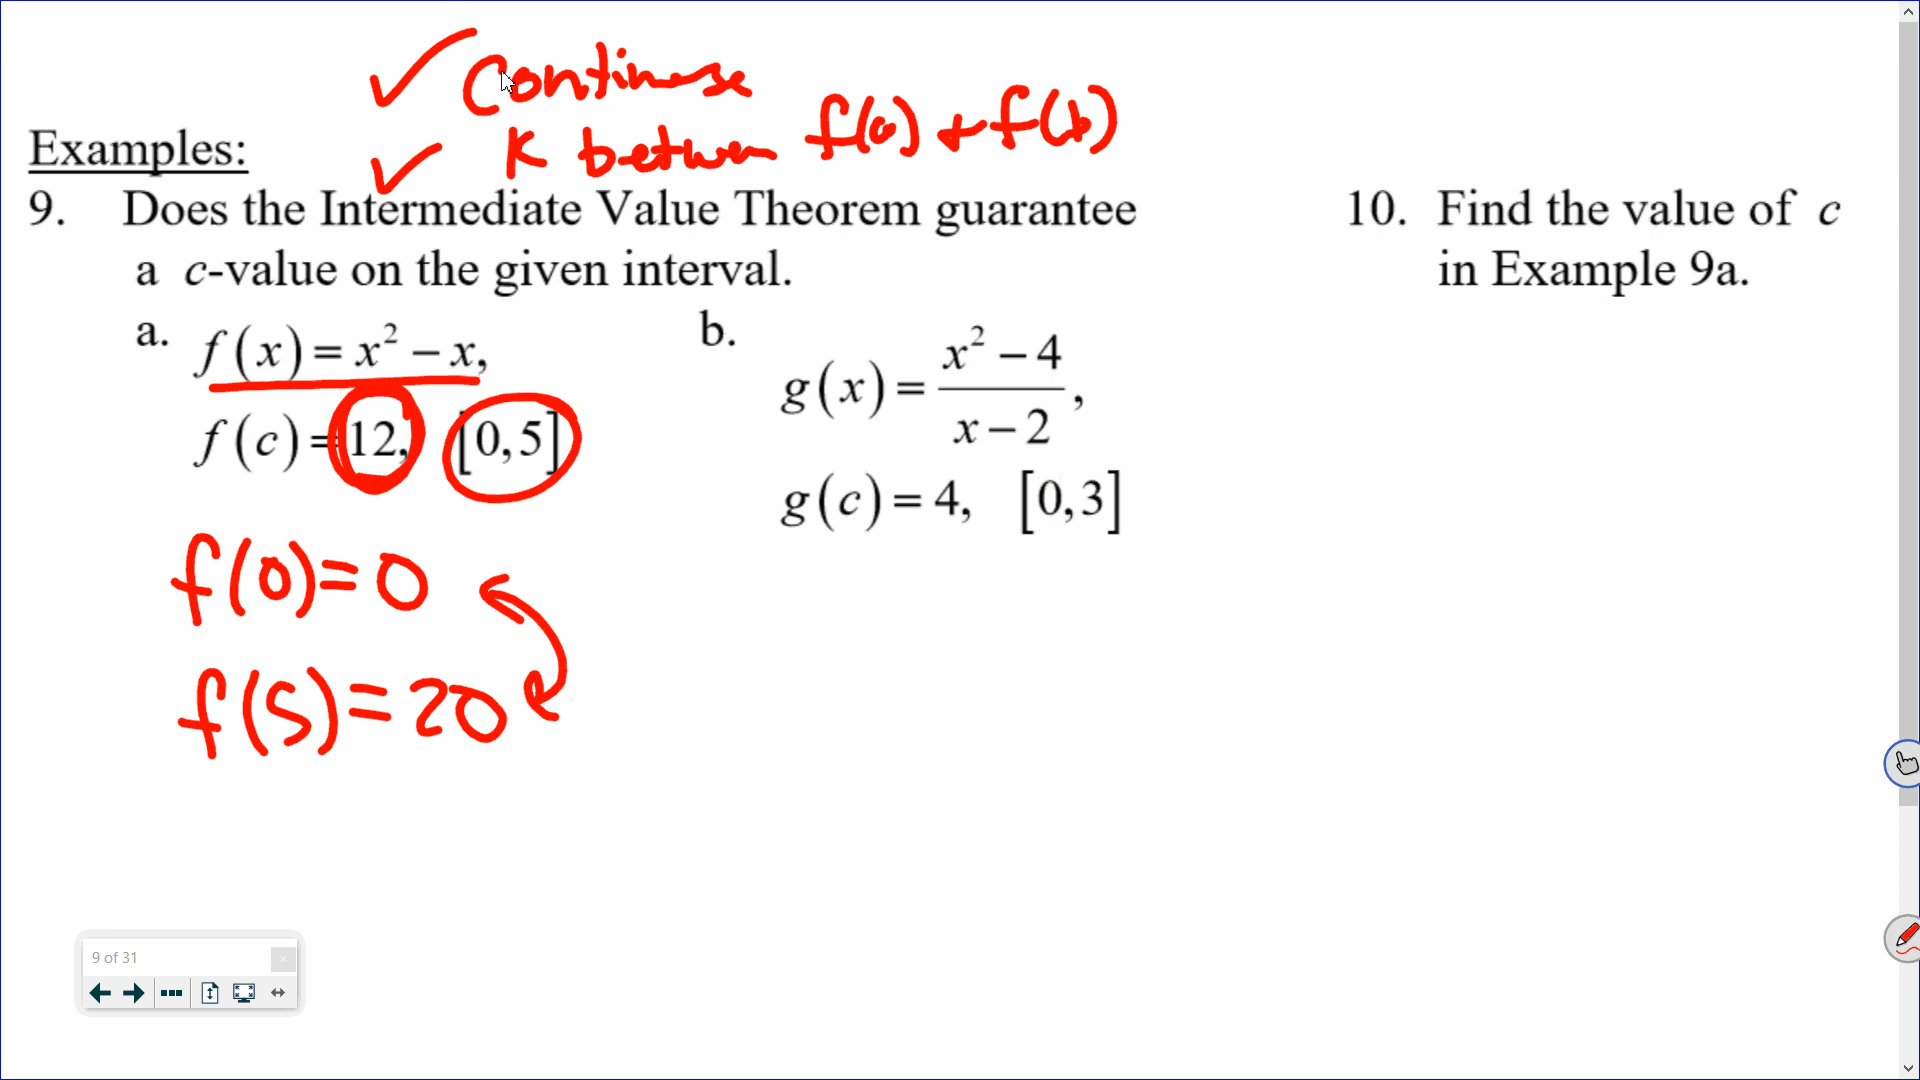 ✓ Continuse
✓ K between f(a) + f(b)
Examples:
9. Does the Intermediate Value Theorem guarantee
a c-value on the given interval.
a. f(x) = x² − x,
f(c) = 12, [0,5]
f(0)=0
f(5)=20
b. g(x) = (x² − 4)/(x − 2),
g(c) = 4, [0,3]
10. Find the value of c
in Example 9a.
9 of 31